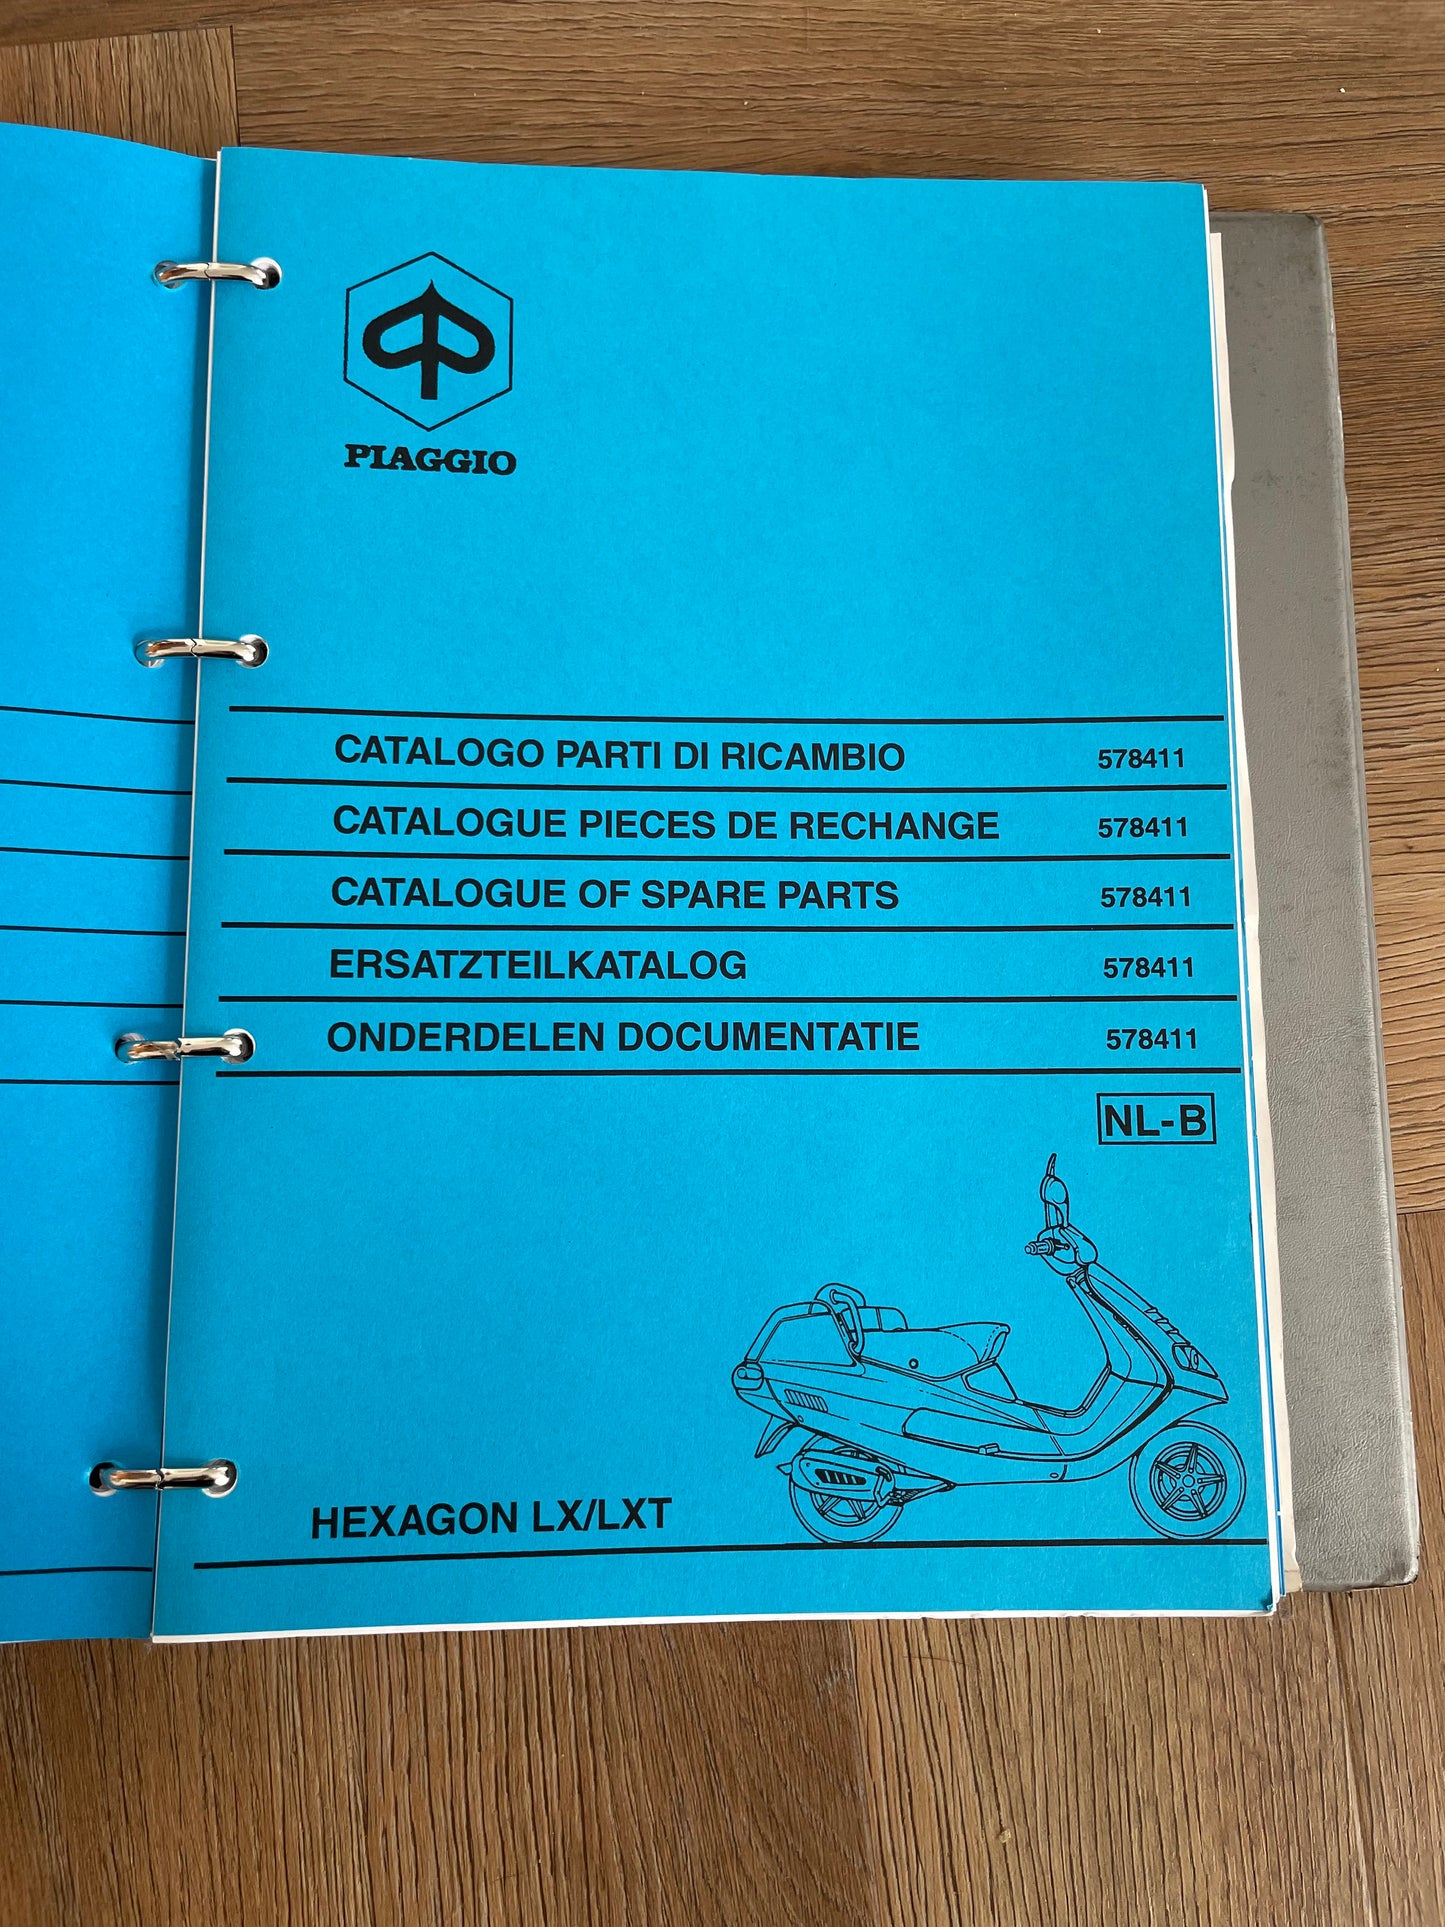 PIAGGIO
CATALOGO PARTI DI RICAMBIO 578411
CATALOGUE PIECES DE RECHANGE 578411
CATALOGUE OF SPARE PARTS 578411
ERSATZTEILKATALOG 578411
ONDERDELEN DOCUMENTATIE 578411
NL-B
HEXAGON LX/LXT